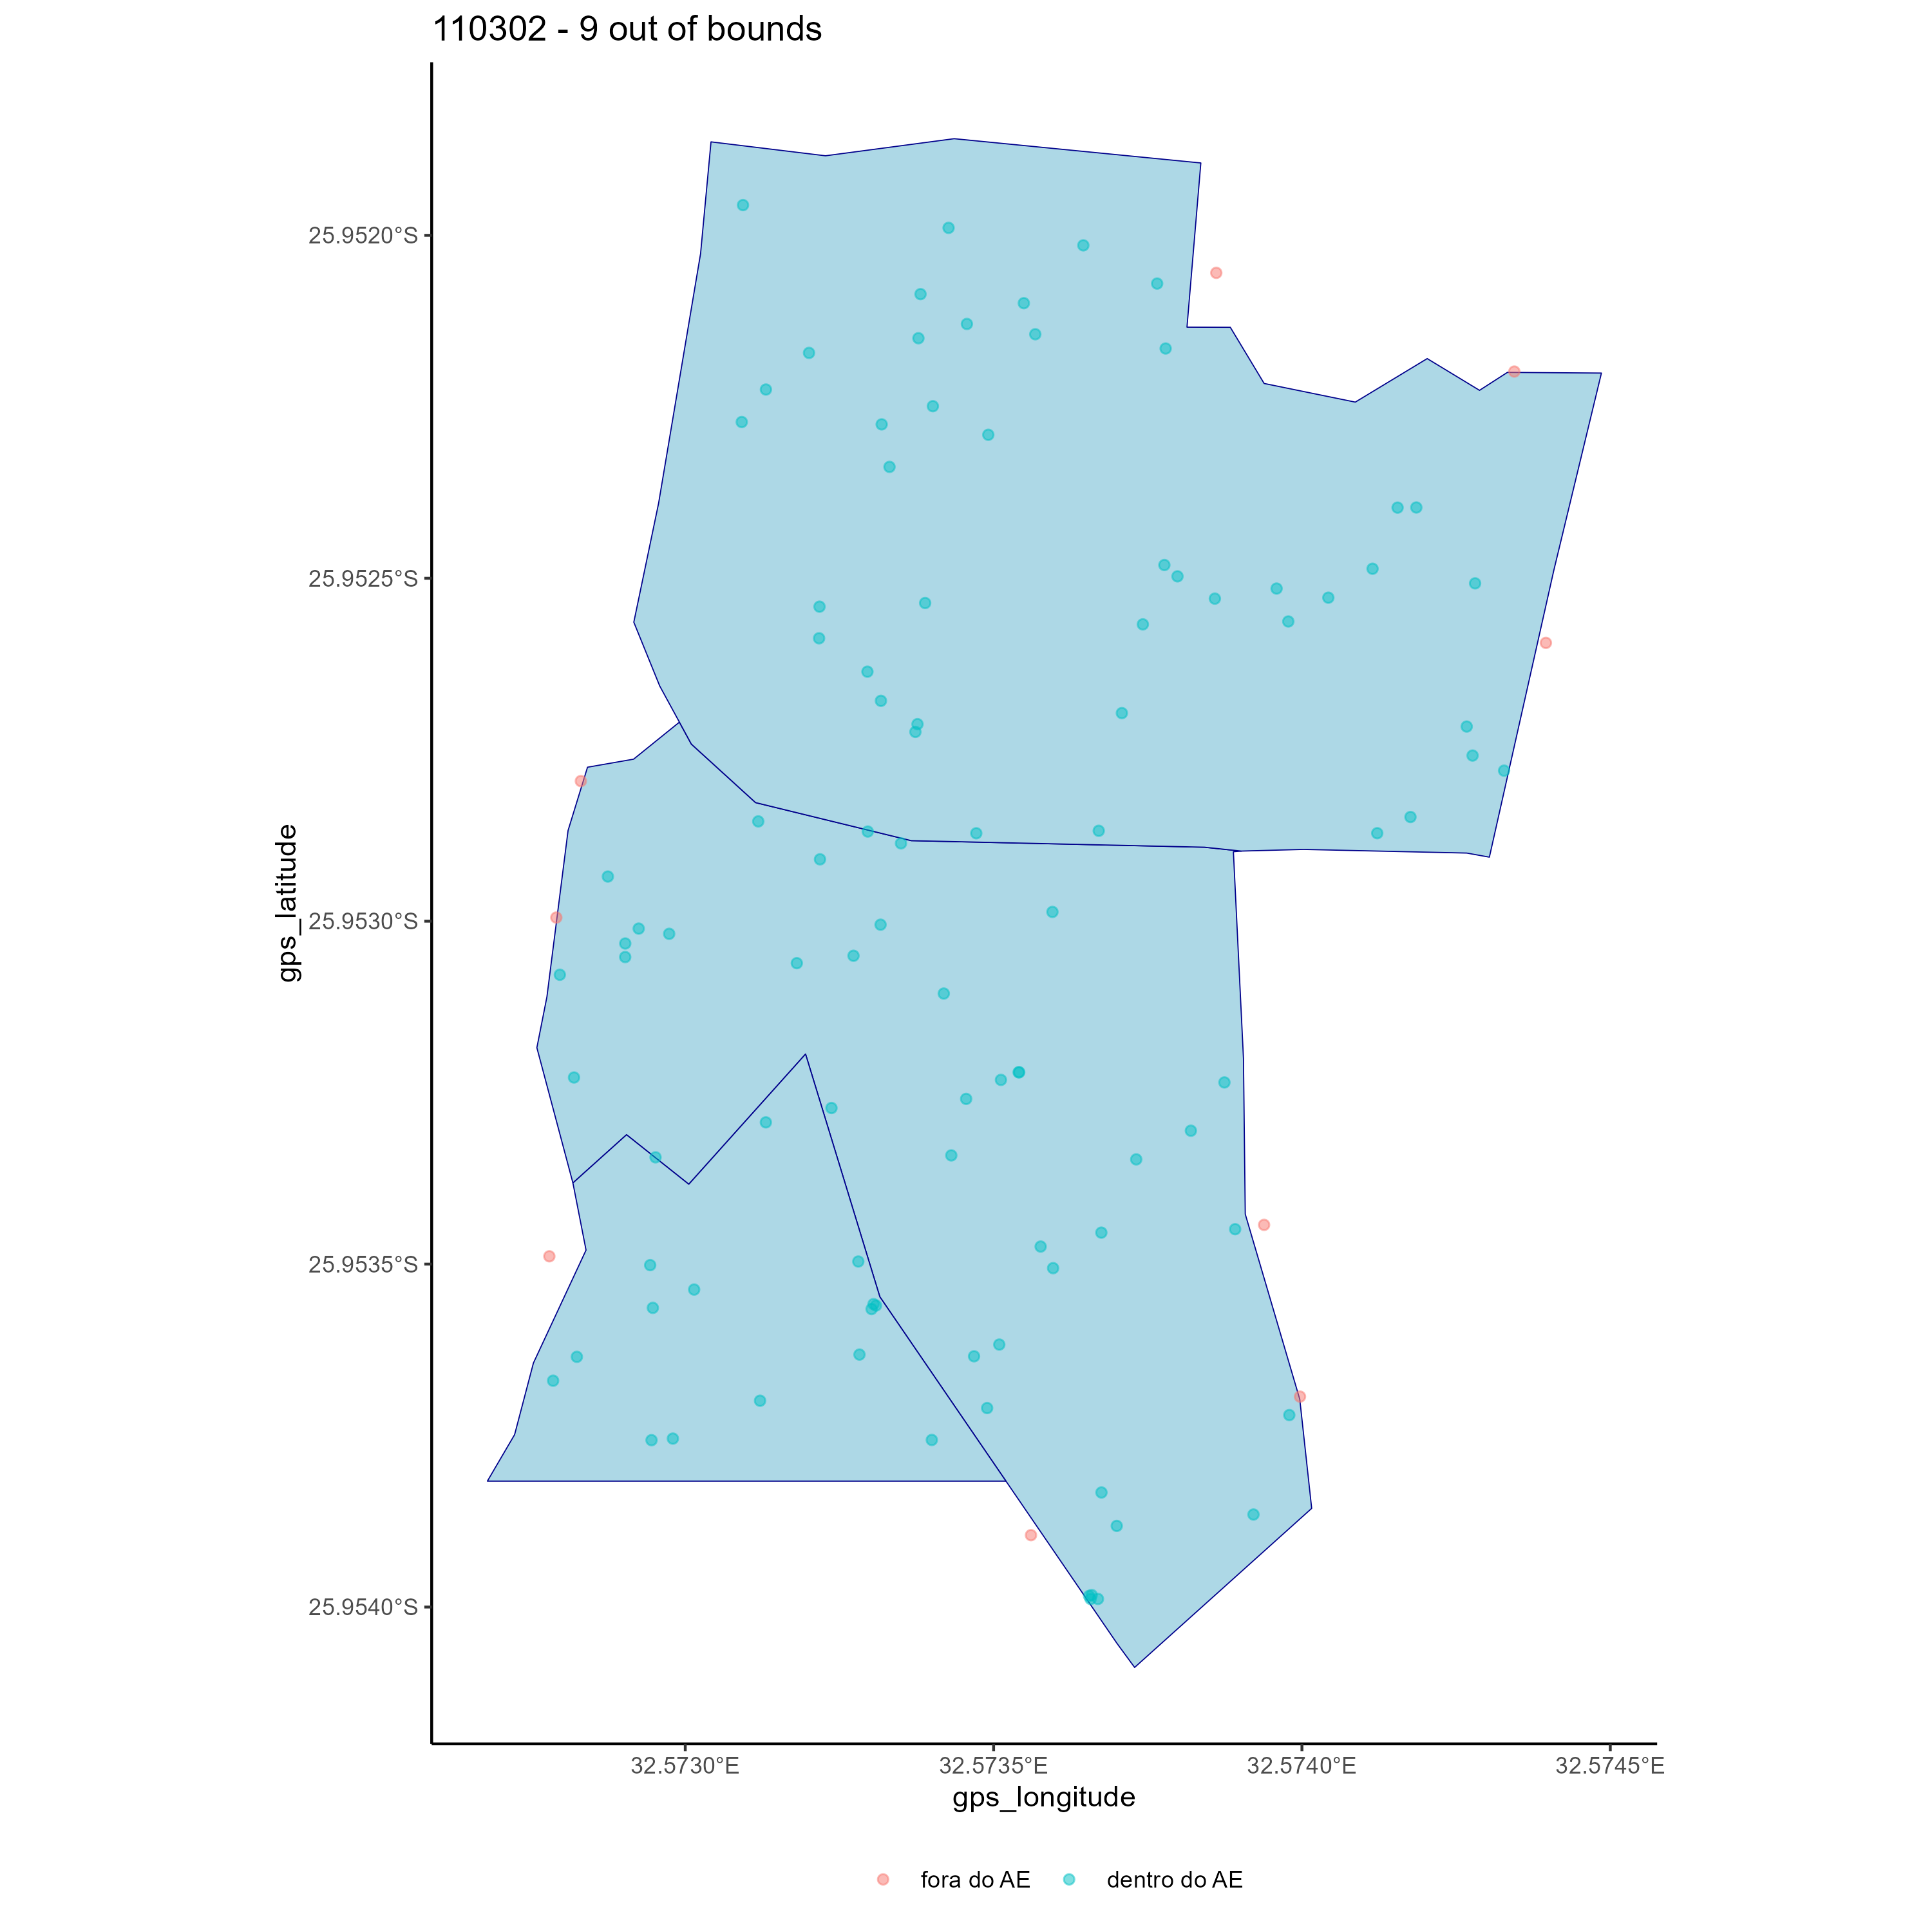 110302 - 9 out of bounds
25.9520°S
25.9525°S
25.9530°S
25.9535°S
25.9540°S
gps_latitude
32.5730°E
32.5735°E
32.5740°E
32.5745°E
gps_longitude
fora do AE
dentro do AE